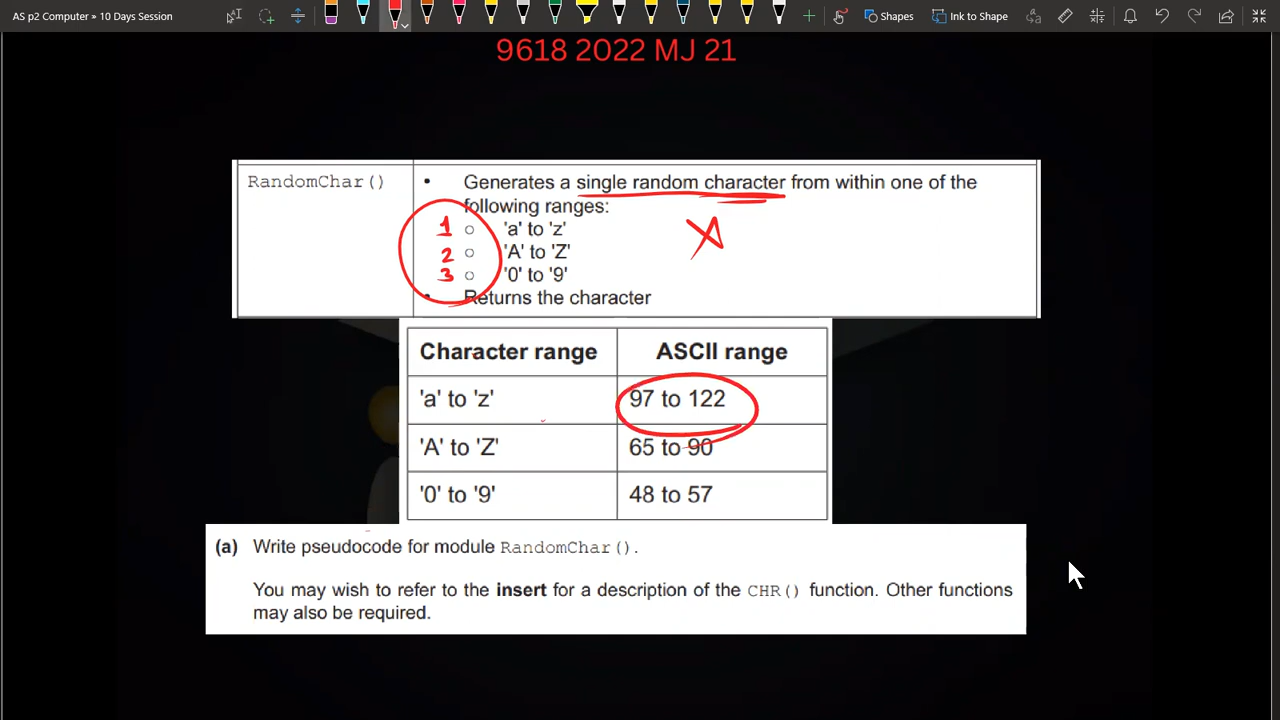 AS p2 Computer » 10 Days Session
Shapes
Ink to Shape
9618 2022 MJ 21
RandomChar()
• Generates a single random character from within one of the
following ranges:
1 ○ 'a' to 'z'
2 ○ 'A' to 'Z'
3 ○ '0' to '9'
• Returns the character
Character range ASCII range
'a' to 'z' 97 to 122
'A' to 'Z' 65 to 90
'0' to '9' 48 to 57
(a) Write pseudocode for module RandomChar().
You may wish to refer to the insert for a description of the CHR() function. Other functions
may also be required.